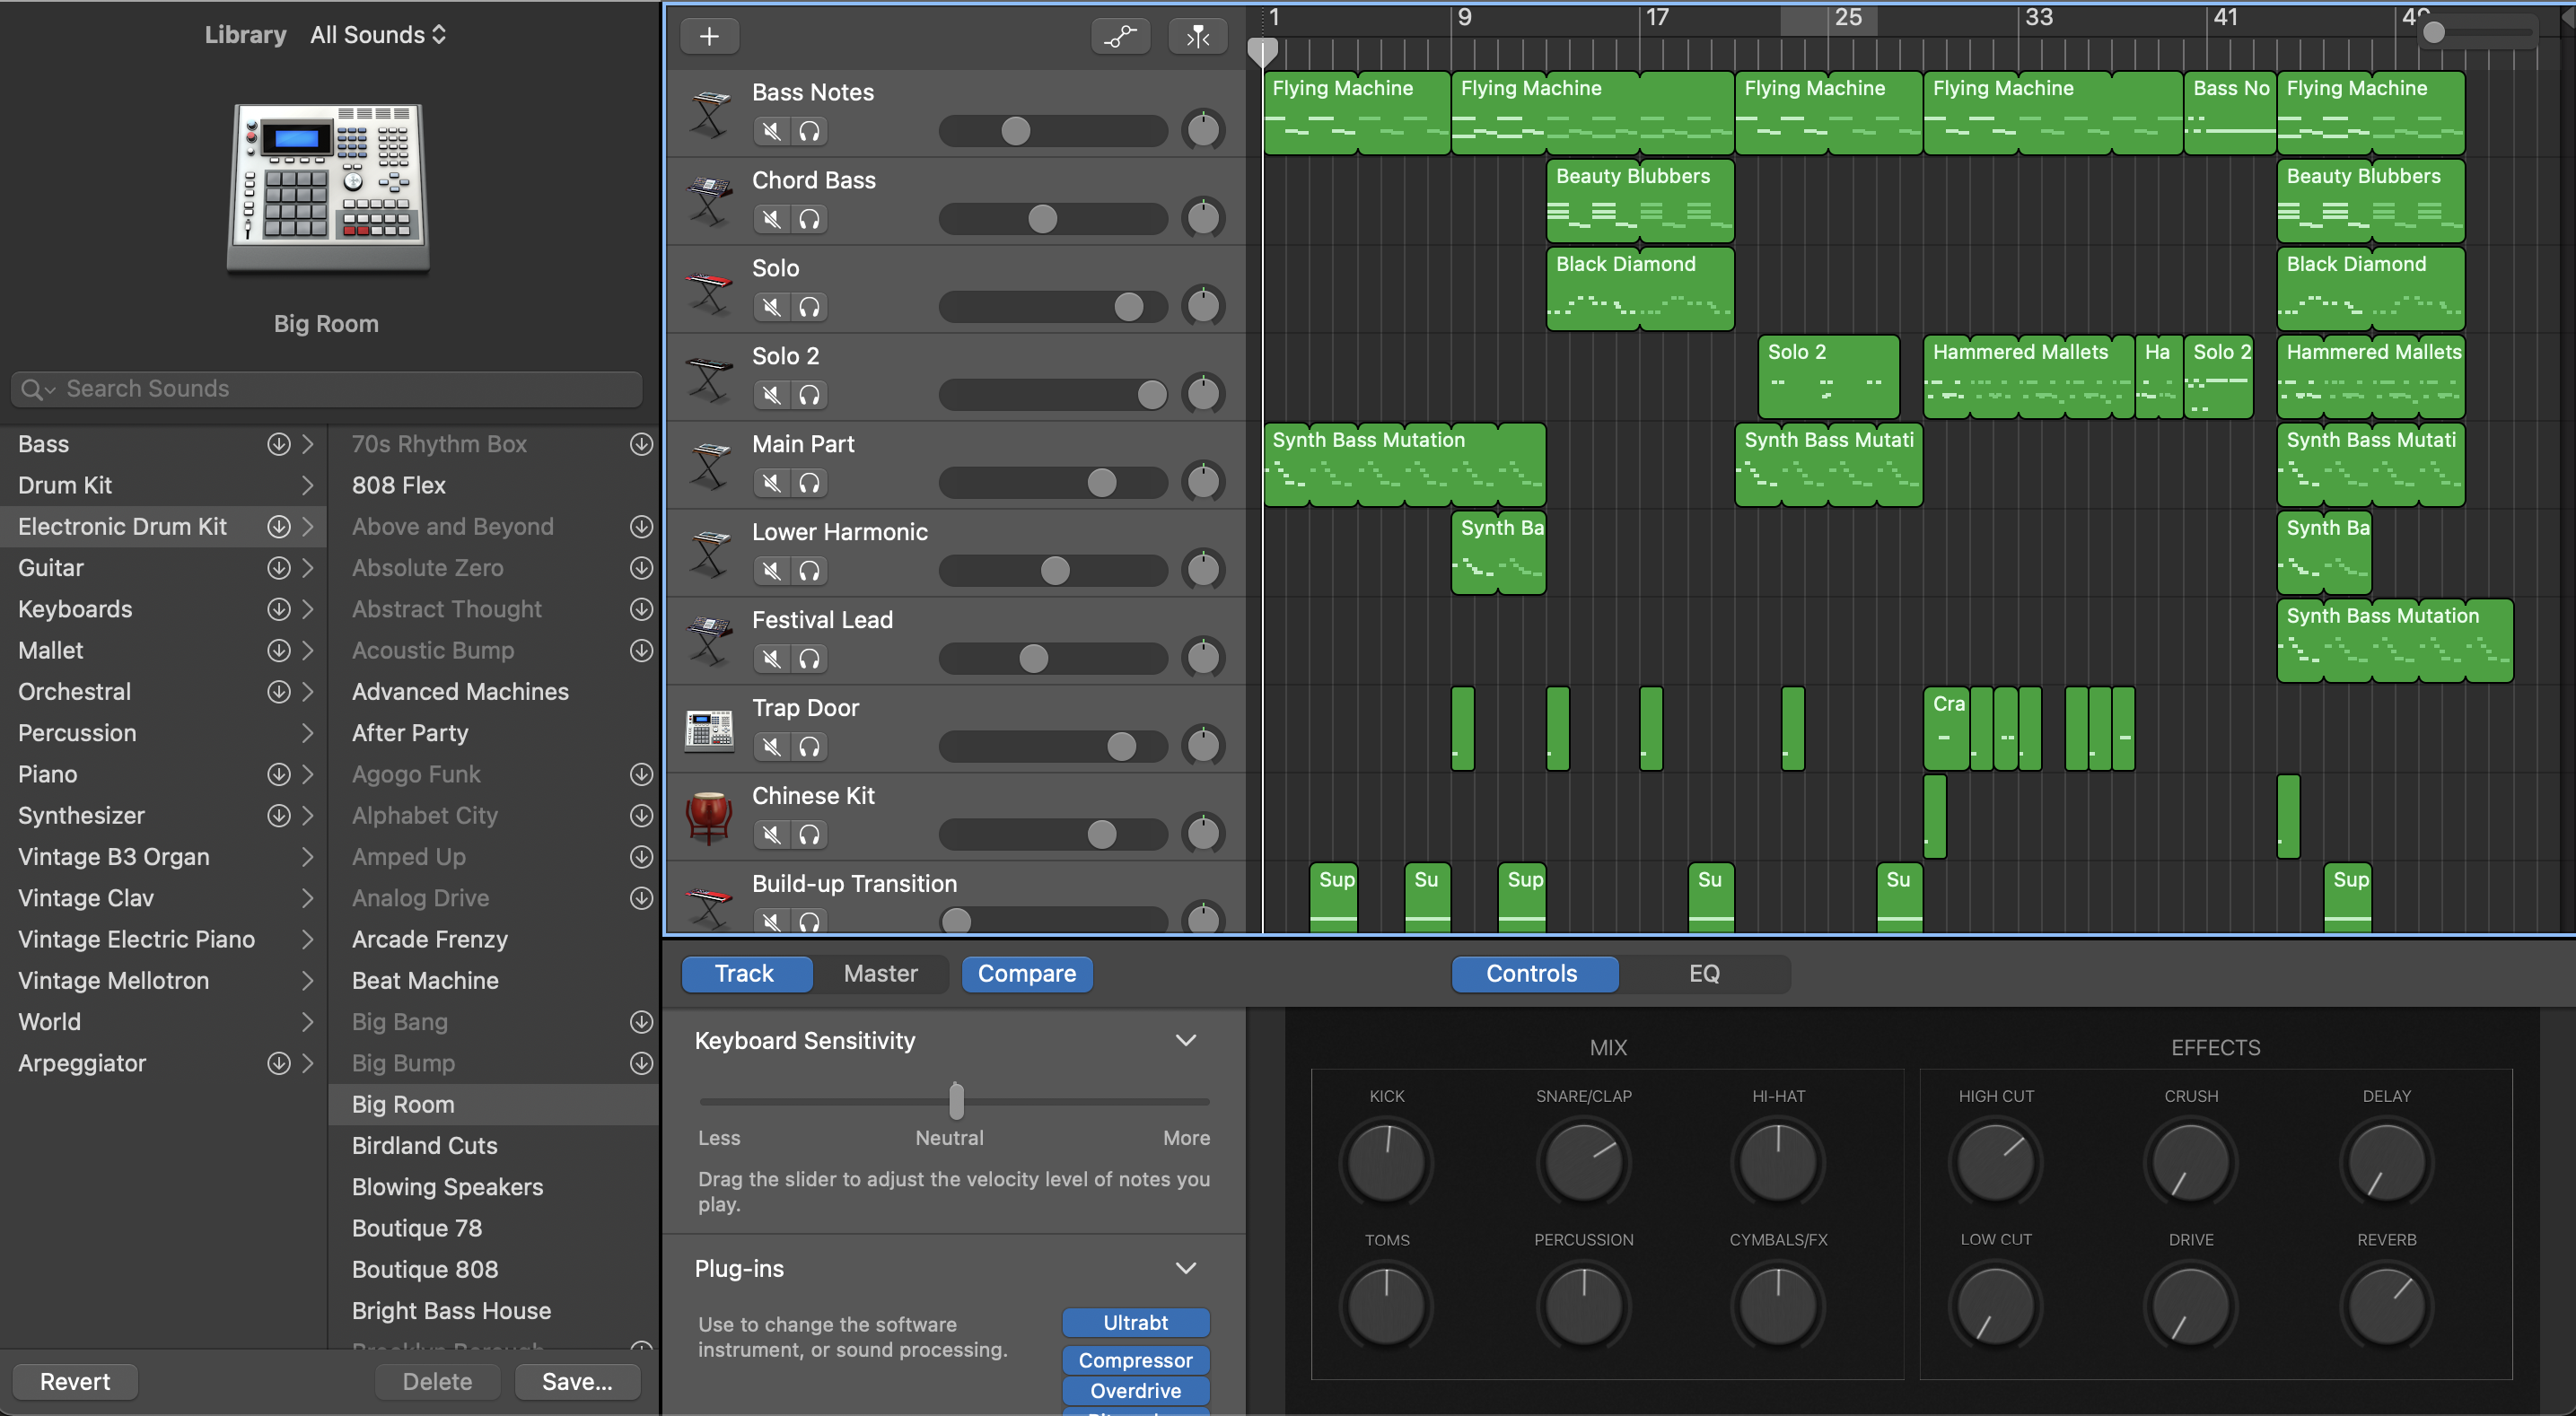 Library All Sounds
Big Room
Search Sounds
Bass
Drum Kit
Electronic Drum Kit
Guitar
Keyboards
Mallet
Orchestral
Percussion
Piano
Synthesizer
Vintage B3 Organ
Vintage Clav
Vintage Electric Piano
Vintage Mellotron
World
Arpeggiator
70s Rhythm Box
808 Flex
Above and Beyond
Absolute Zero
Abstract Thought
Acoustic Bump
Advanced Machines
After Party
Agogo Funk
Alphabet City
Amped Up
Analog Drive
Arcade Frenzy
Beat Machine
Big Bang
Big Bump
Big Room
Birdland Cuts
Blowing Speakers
Boutique 78
Boutique 808
Bright Bass House
Revert Delete Save...
1 9 17 25 33 41
Bass Notes
Flying Machine Flying Machine Flying Machine Flying Machine Bass No Flying Machine
Chord Bass
Beauty Blubbers Beauty Blubbers
Solo
Black Diamond Black Diamond
Solo 2
Solo 2 Hammered Mallets Ha Solo 2 Hammered Mallets
Main Part
Synth Bass Mutation Synth Bass Mutati Synth Bass Mutati
Lower Harmonic
Synth Ba Synth Ba
Festival Lead
Synth Bass Mutation
Trap Door
Cra
Chinese Kit
Build-up Transition
Sup Su Sup Su Su Sup
Track Master Compare Controls EQ
Keyboard Sensitivity
Less Neutral More
Drag the slider to adjust the velocity level of notes you
play.
Plug-ins
Use to change the software
instrument, or sound processing.
Ultrabt
Compressor
Overdrive
MIX
KICK SNARE/CLAP HI-HAT
TOMS PERCUSSION CYMBALS/FX
EFFECTS
HIGH CUT CRUSH DELAY
LOW CUT DRIVE REVERB